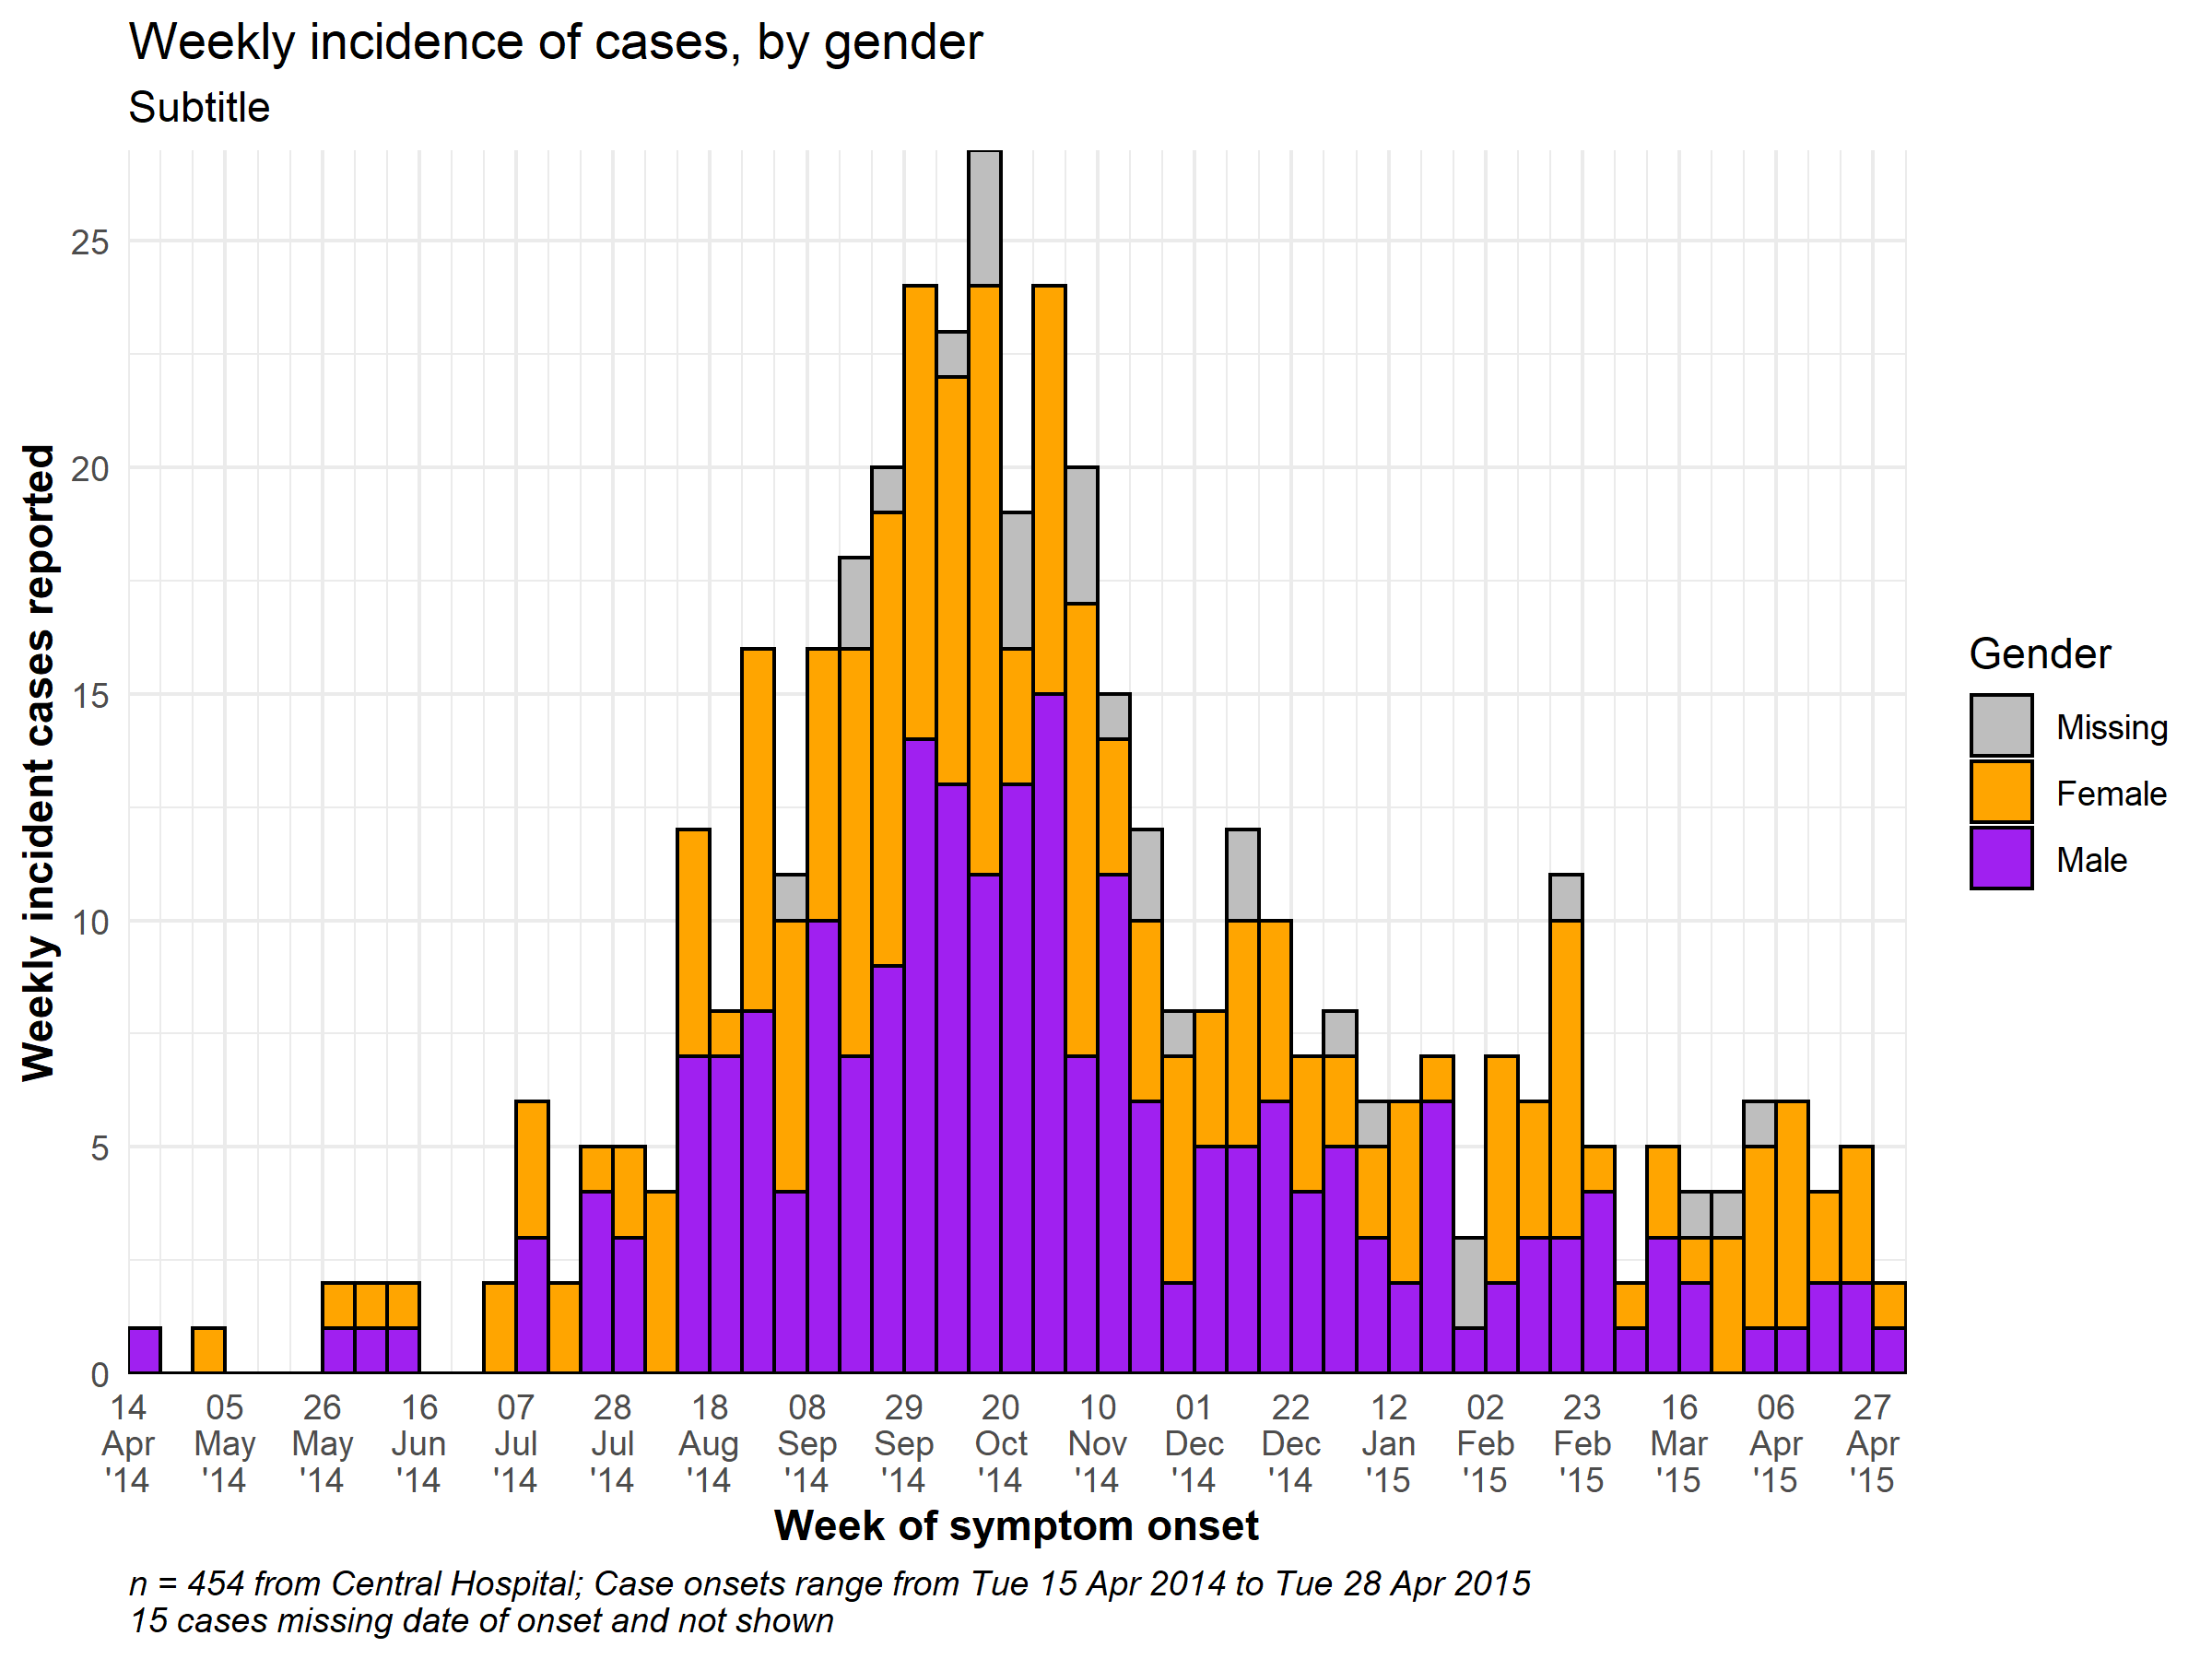 Weekly incidence of cases, by gender
Subtitle
Weekly incident cases reported
25
20
15
10
5
0
Gender
Missing
Female
Male
14 05 26 16 07 28 18 08 29 20 10 01 22 12 02 23 16 06 27
Apr May May Jun Jul Jul Aug Sep Sep Oct Nov Dec Dec Jan Feb Feb Mar Apr Apr
'14 '14 '14 '14 '14 '14 '14 '14 '14 '14 '14 '14 '14 '15 '15 '15 '15 '15 '15
Week of symptom onset
n = 454 from Central Hospital; Case onsets range from Tue 15 Apr 2014 to Tue 28 Apr 2015
15 cases missing date of onset and not shown